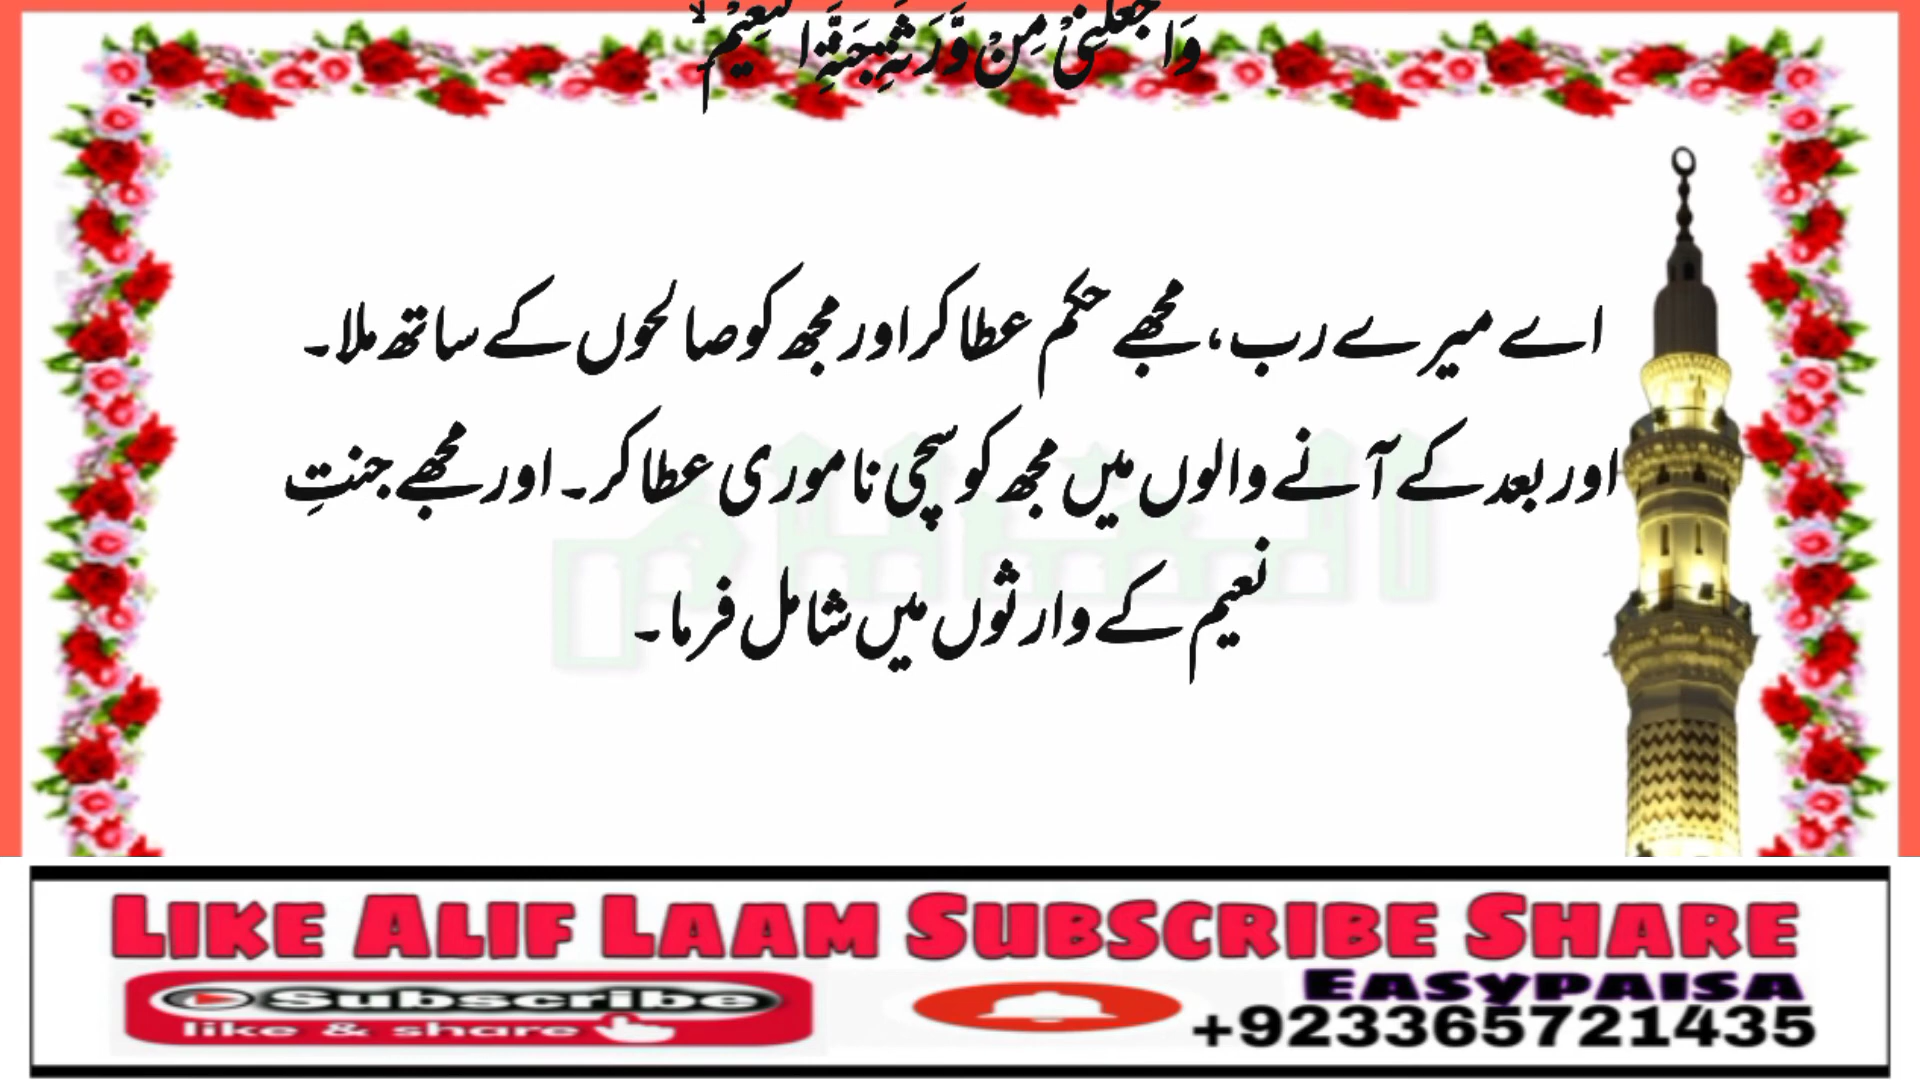 وَاجْعَلْنِیْ مِنْ وَّرَثَةِ جَنَّةِ النَّعِیْمِۙ
اے میرے رب، مجھے حکم عطا کر اور مجھ کو صالحوں کے ساتھ ملا۔
اور بعد کے آنے والوں میں مجھ کو سچی ناموری عطا کر۔ اور مجھے جنتِ
نعیم کے وارثوں میں شامل فرما۔
LIKE ALIF LAAM SUBSCRIBE SHARE
Subscribe
like & share
EASYPAISA
+923365721435